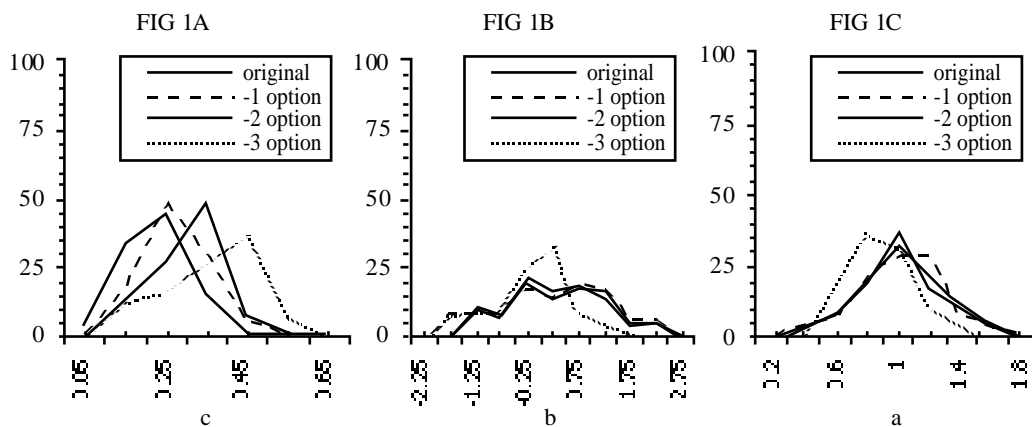 FIG 1A
100
75
50
25
0
original
-1 option
-2 option
-3 option
0.05
0.25
0.45
0.65
c
FIG 1B
100
75
50
25
0
original
-1 option
-2 option
-3 option
-2.25
-1.25
-0.25
0.75
1.75
2.75
b
FIG 1C
100
75
50
25
0
original
-1 option
-2 option
-3 option
0.2
0.6
1
1.4
1.8
a